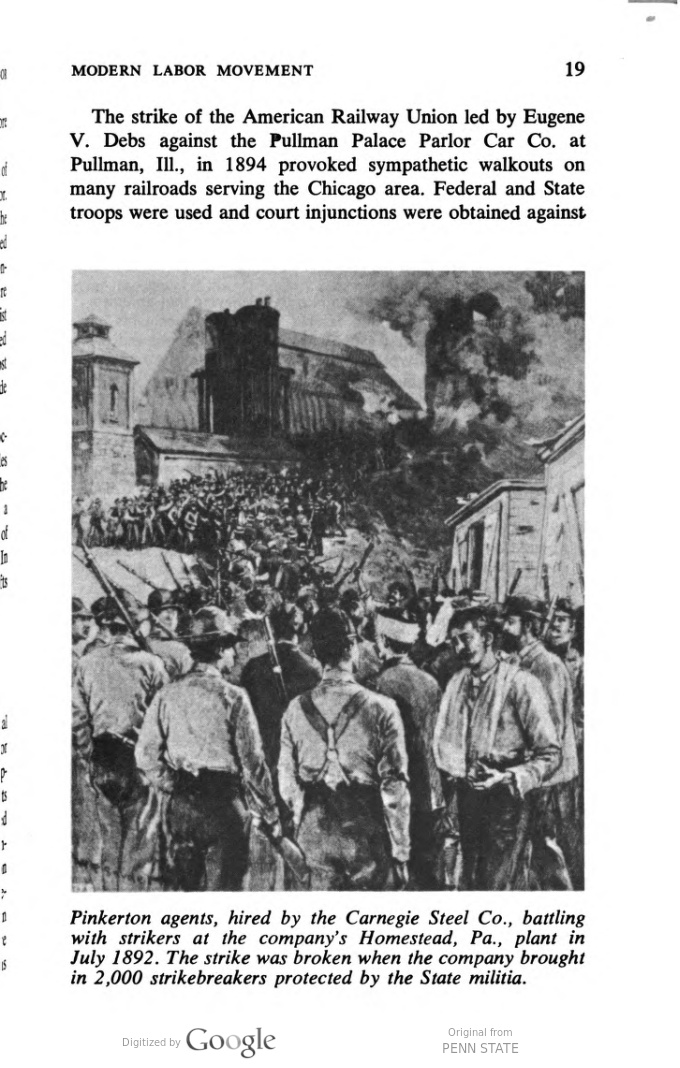 MODERN LABOR MOVEMENT 19
The strike of the American Railway Union led by Eugene
V. Debs against the Pullman Palace Parlor Car Co. at
Pullman, Ill., in 1894 provoked sympathetic walkouts on
many railroads serving the Chicago area. Federal and State
troops were used and court injunctions were obtained against
Pinkerton agents, hired by the Carnegie Steel Co., battling
with strikers at the company's Homestead, Pa., plant in
July 1892. The strike was broken when the company brought
in 2,000 strikebreakers protected by the State militia.
Digitized by Google
Original from
PENN STATE